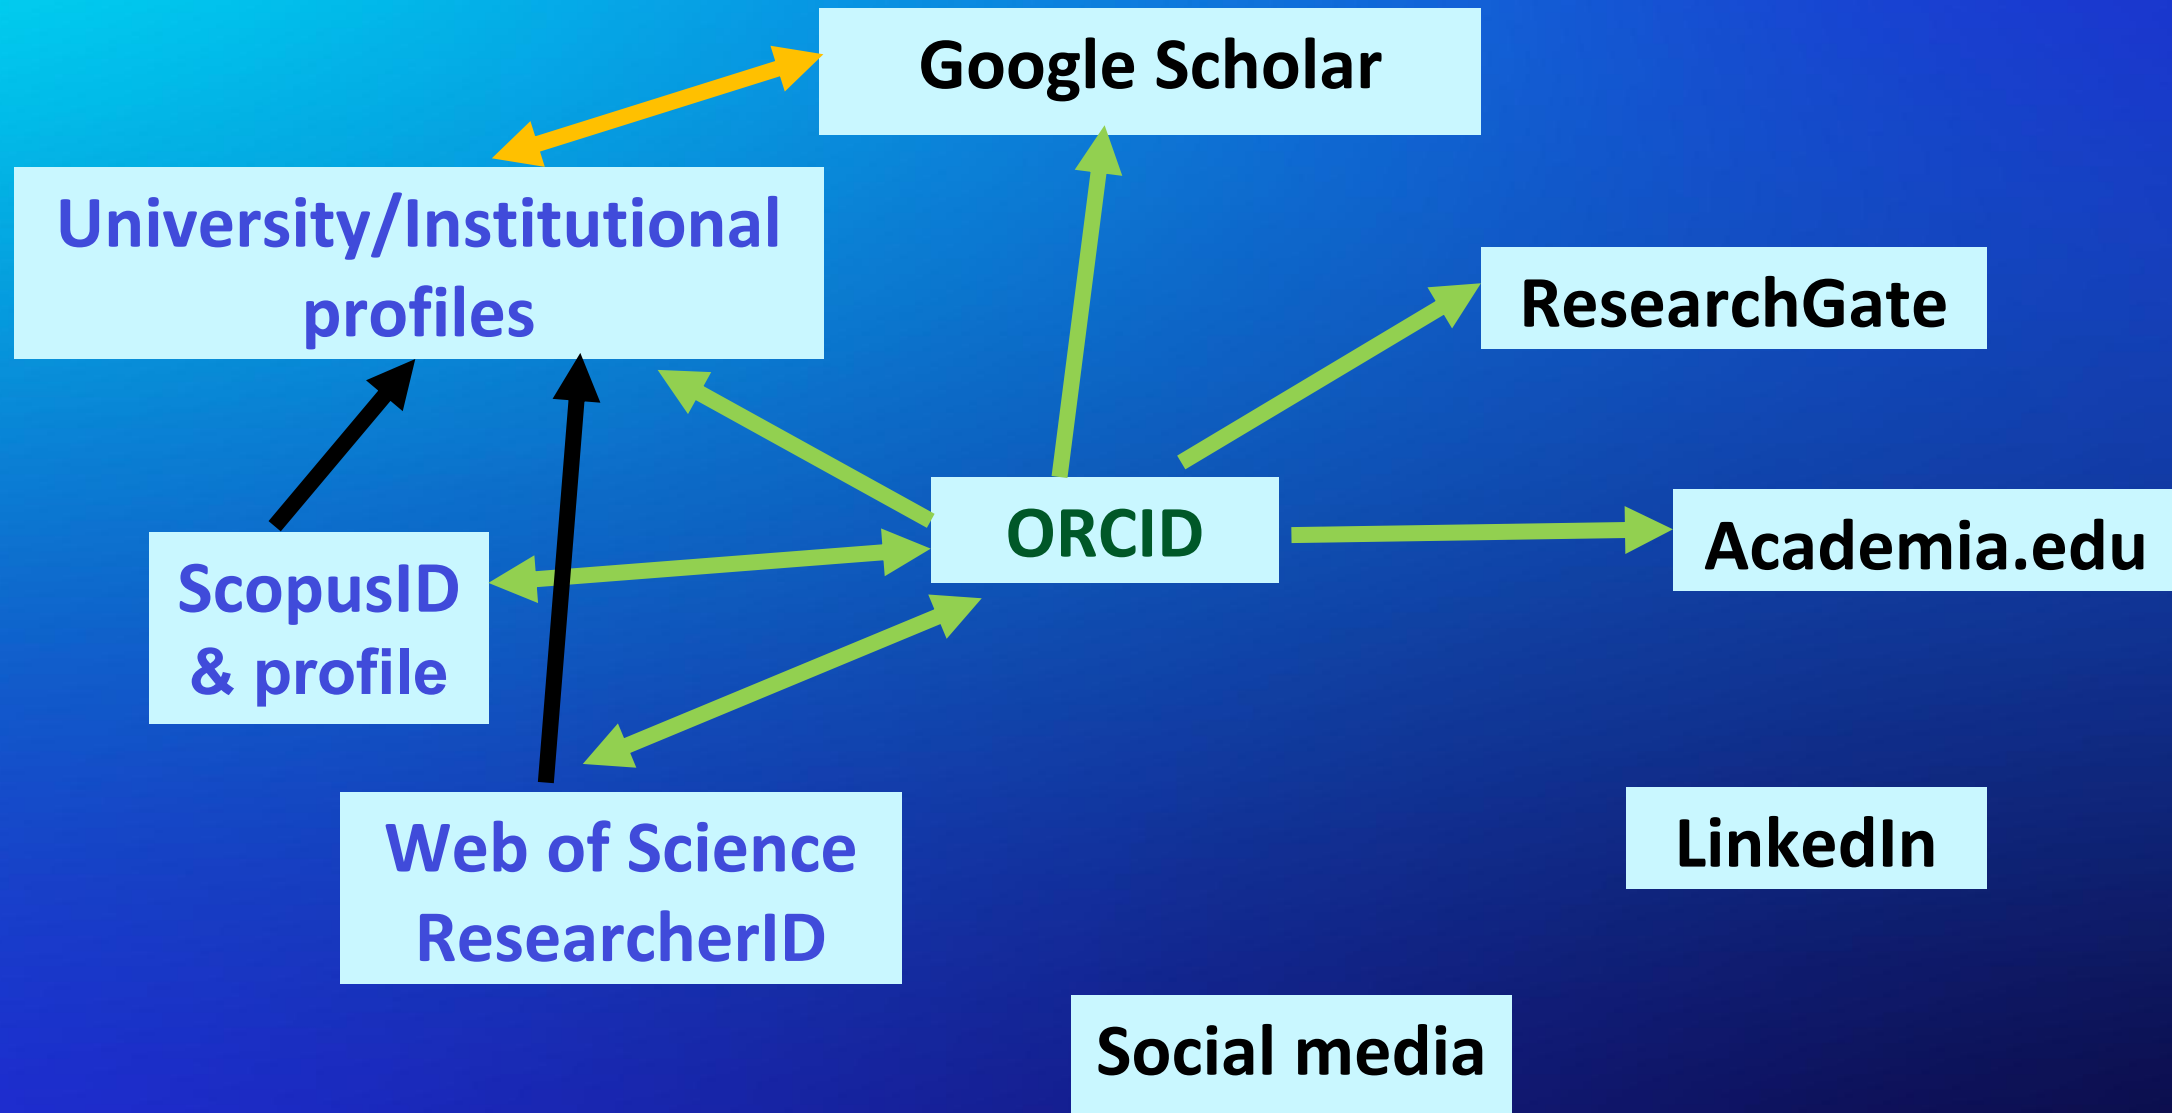 Google Scholar
University/Institutional
profiles
ResearchGate
ORCID
Academia.edu
ScopusID
& profile
LinkedIn
Web of Science
ResearcherID
Social media